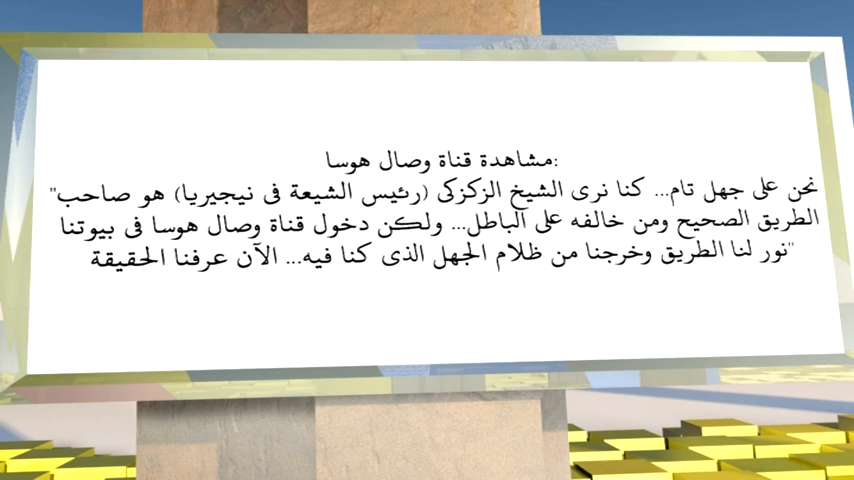 مشاهدة قناة وصال هوسا:
"نحن على جهل تام... كنا نرى الشيخ الزكزكى (رئيس الشيعة فى نيجيريا) هو صاحب
الطريق الصحيح ومن خالفه على الباطل... ولكن دخول قناة وصال هوسا فى بيوتنا
نور لنا الطريق وخرجنا من ظلام الجهل الذى كنا فيه... الآن عرفنا الحقيقة"